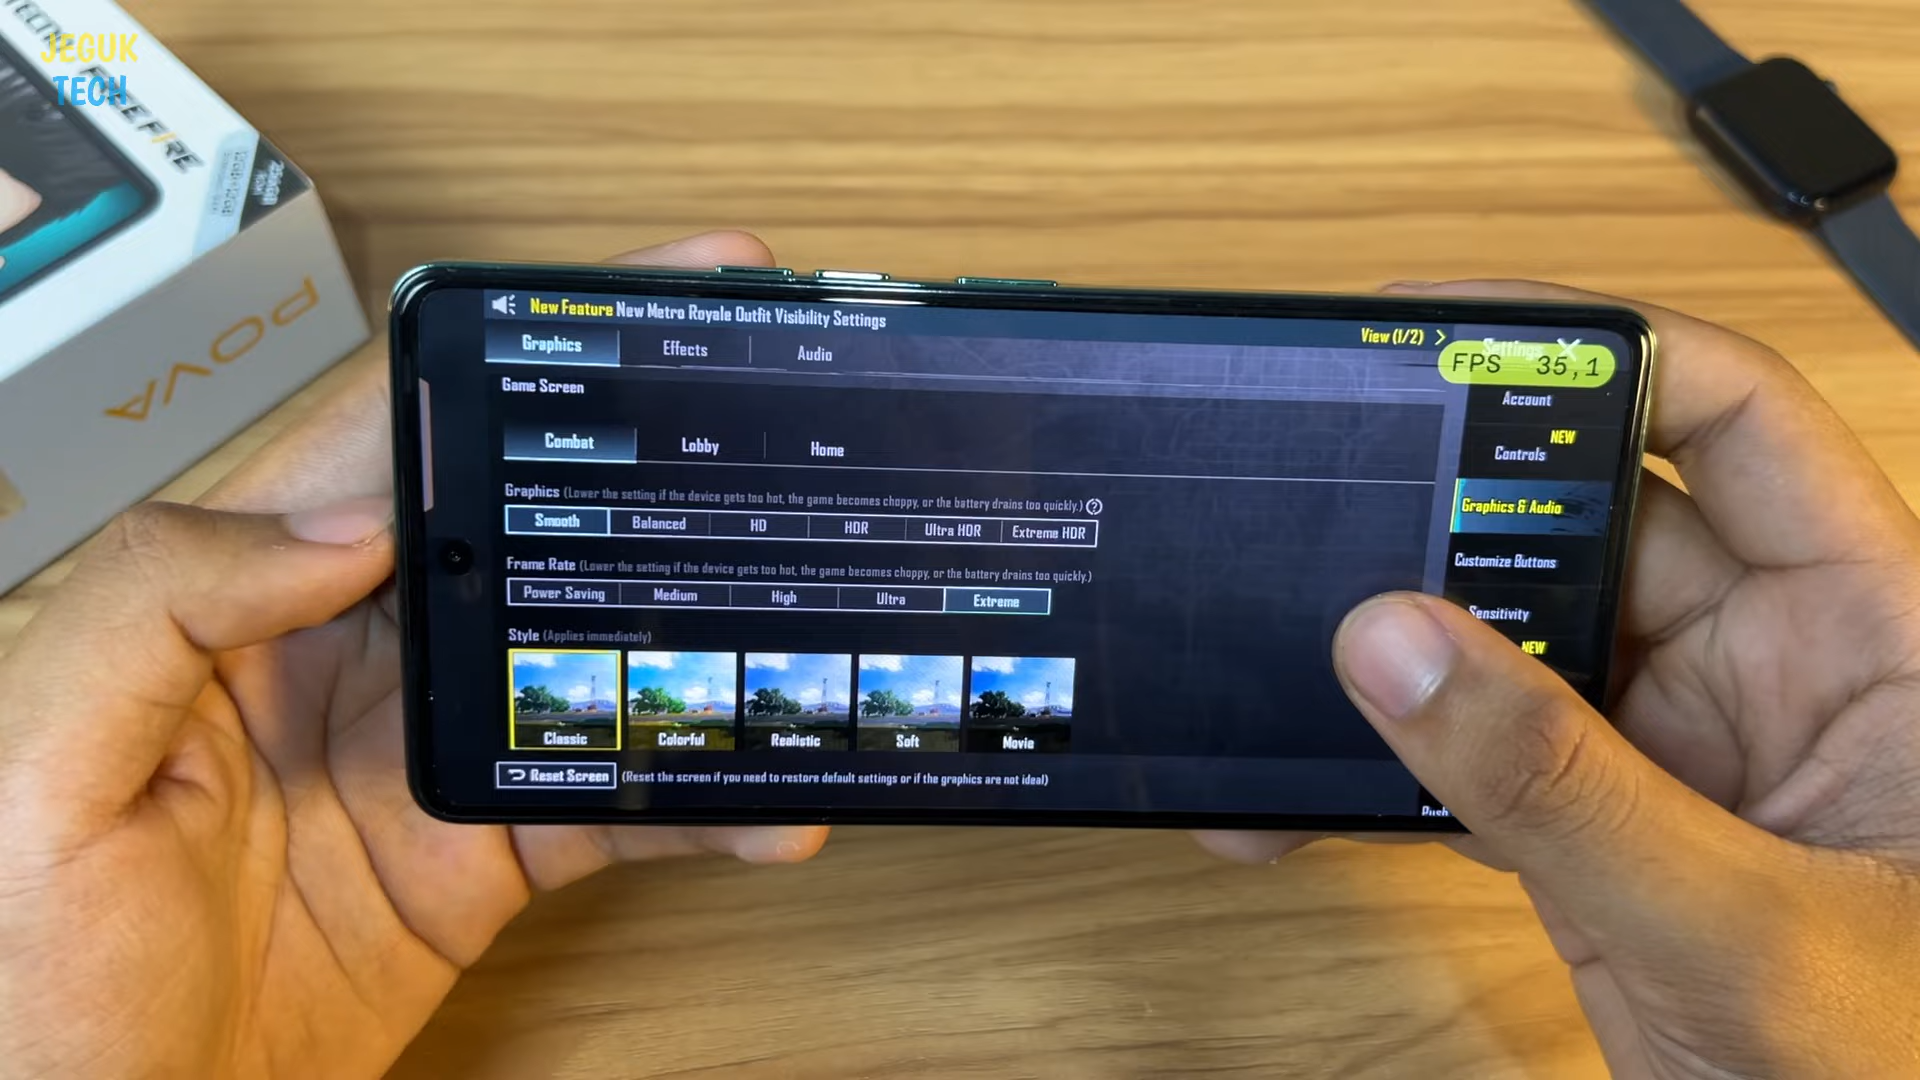 JEGUK
TECH
FREE FIRE
POVA
New Feature New Metro Royale Outfit Visibility Settings
View (1/2)
Settings
FPS 35,1
Graphics Effects Audio
Account
Game Screen
NEW
Controls
Combat Lobby Home
Graphics (Lower the setting if the device gets too hot, the game becomes choppy, or the battery drains too quickly.)
Graphics & Audio
Smooth Balanced HD HDR Ultra HDR Extreme HDR
Frame Rate (Lower the setting if the device gets too hot, the game becomes choppy, or the battery drains too quickly.)
Customize Buttons
Power Saving Medium High Ultra Extreme
Sensitivity
Style (Applies immediately)
NEW
Classic Colorful Realistic Soft Movie
Reset Screen (Reset the screen if you need to restore default settings or if the graphics are not ideal)
Push